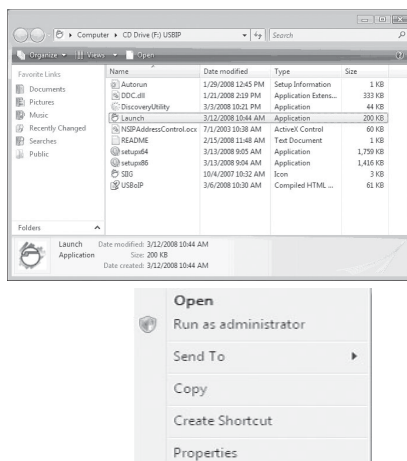 Computer ▸ CD Drive (F:) USBIP
Search
Organize Views Open
Favorite Links
Documents
Pictures
Music
Recently Changed
Searches
Public
Folders
Name Date modified Type Size
Autorun 1/29/2008 12:45 PM Setup Information 1 KB
DDC.dll 1/21/2008 2:19 PM Application Extens... 333 KB
DiscoveryUtility 3/3/2008 10:21 PM Application 44 KB
Launch 3/12/2008 10:44 AM Application 200 KB
NSIPAddressControl.ocx 7/1/2003 10:38 AM ActiveX Control 60 KB
README 2/15/2008 11:48 AM Text Document 1 KB
setupx64 3/13/2008 9:05 AM Application 1,759 KB
setupx86 3/13/2008 9:04 AM Application 1,416 KB
SIIG 10/4/2007 10:32 AM Icon 3 KB
USBoIP 3/6/2008 10:30 AM Compiled HTML ... 61 KB
Launch Date modified: 3/12/2008 10:44 AM
Application Size: 200 KB
Date created: 3/12/2008 10:44 AM
Open
Run as administrator
Send To
Copy
Create Shortcut
Properties